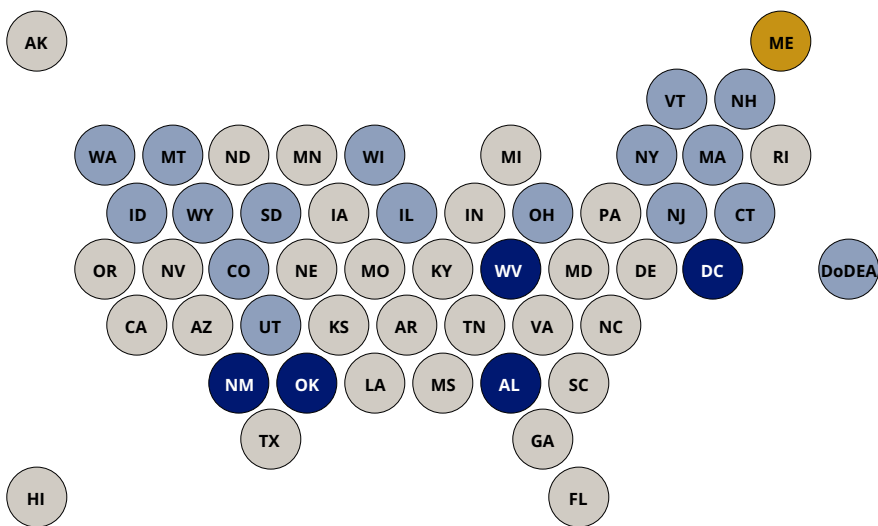 AK ME
VT NH
WA MT ND MN WI MI NY MA RI
ID WY SD IA IL IN OH PA NJ CT
OR NV CO NE MO KY WV MD DE DC DoDEA
CA AZ UT KS AR TN VA NC
NM OK LA MS AL SC
TX GA
HI FL